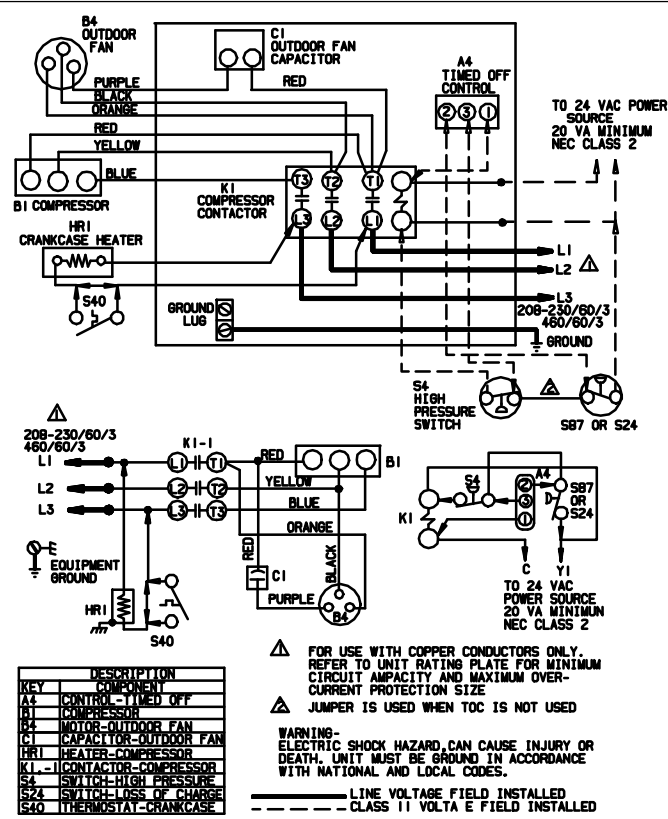 B4
OUTDOOR
FAN
C1
OUTDOOR FAN
CAPACITOR
A4
TIMED OFF
CONTROL
2 3 1
TO 24 VAC POWER
SOURCE
20 VA MINIMUM
NEC CLASS 2
PURPLE
RED
BLACK
ORANGE
RED
YELLOW
BLUE
B1 COMPRESSOR
K1
COMPRESSOR
CONTACTOR
T3 T2 T1
L3 L2 L1
HR1
CRANKCASE HEATER
S40
GROUND
LUG
L1
L2 1
L3
208-230/60/3
460/60/3
GROUND
S4
HIGH
PRESSURE
SWITCH
2
S87 OR S24
1
208-230/60/3
460/60/3
K1-1
L1 L1 T1 RED B1
L2 L2 T2 YELLOW
L3 L3 T3 BLUE
ORANGE
EQUIPMENT
GROUND
RED
C1
BLACK
PURPLE
B4
HR1
S40
S4
A4
2
3
1
S87
OR
S24
K1
C Y1
TO 24 VAC
POWER SOURCE
20 VA MINIMUN
NEC CLASS 2
1 FOR USE WITH COPPER CONDUCTORS ONLY.
REFER TO UNIT RATING PLATE FOR MINIMUM
CIRCUIT AMPACITY AND MAXIMUM OVER-
CURRENT PROTECTION SIZE
2 JUMPER IS USED WHEN TOC IS NOT USED
WARNING-
ELECTRIC SHOCK HAZARD,CAN CAUSE INJURY OR
DEATH. UNIT MUST BE GROUND IN ACCORDANCE
WITH NATIONAL AND LOCAL CODES.
LINE VOLTAGE FIELD INSTALLED
CLASS II VOLTA E FIELD INSTALLED
DESCRIPTION
KEY COMPONENT
A4 CONTROL-TIMED OFF
B1 COMPRESSOR
B4 MOTOR-OUTDOOR FAN
C1 CAPACITOR-OUTDOOR FAN
HR1 HEATER-COMPRESSOR
K1,-1 CONTACTOR-COMPRESSOR
S4 SWITCH-HIGH PRESSURE
S24 SWITCH-LOSS OF CHARGE
S40 THERMOSTAT-CRANKCASE